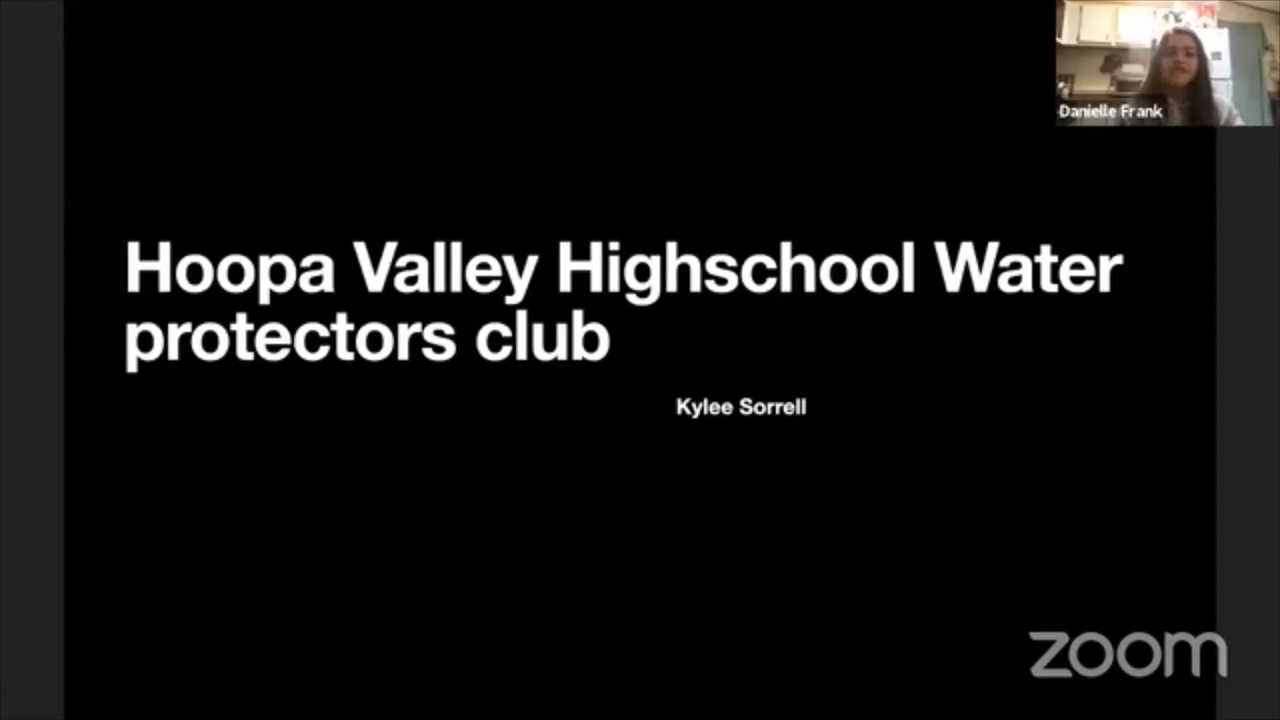 Danielle Frank
Hoopa Valley Highschool Water
protectors club
Kylee Sorrell
zoom